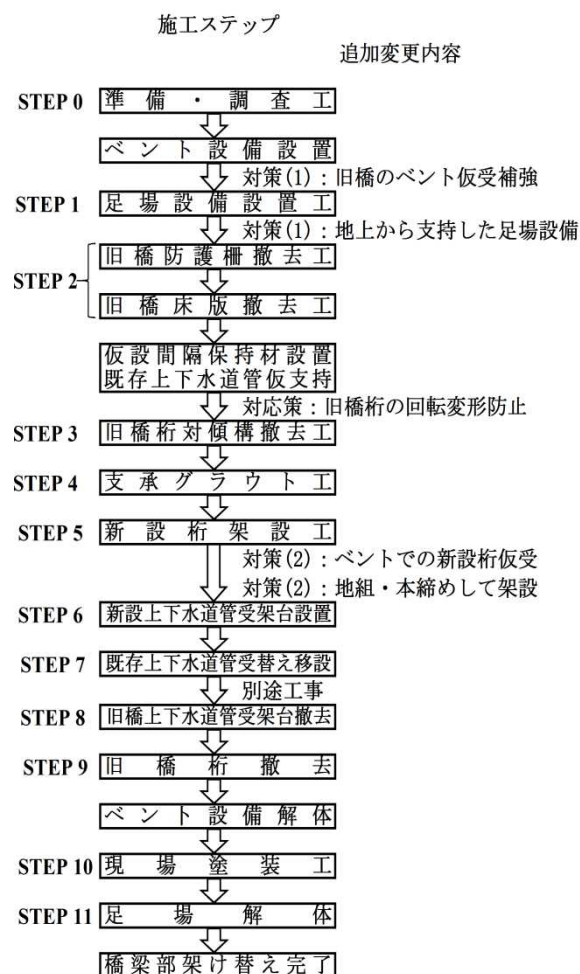 施工ステップ
追加変更内容
STEP 0 準備・調査工
ベント設備設置
対策(1):旧橋のベント仮受補強
STEP 1 足場設備設置工
対策(1):地上から支持した足場設備
旧橋防護柵撤去工
STEP 2
旧橋床版撤去工
仮設間隔保持材設置
既存上下水道管仮支持
対応策:旧橋桁の回転変形防止
STEP 3 旧橋桁対傾構撤去工
STEP 4 支承グラウト工
STEP 5 新設桁架設工
対策(2):ベントでの新設桁仮受
対策(2):地組・本締めして架設
STEP 6 新設上下水道管受架台設置
STEP 7 既存上下水道管受替え移設
別途工事
STEP 8 旧橋上下水道管受架台撤去
STEP 9 旧橋桁撤去
ベント設備解体
STEP 10 現場塗装工
STEP 11 足場解体
橋梁部架け替え完了